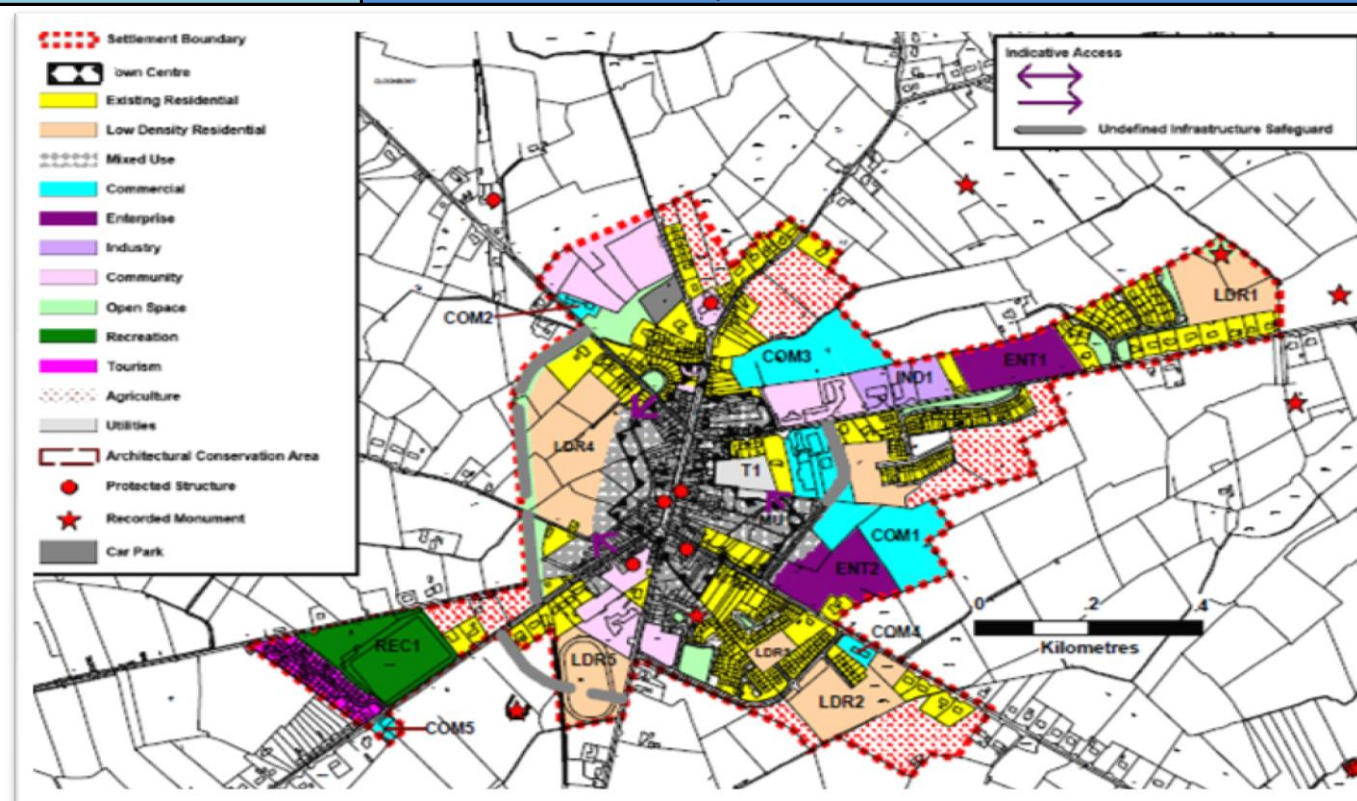 Settlement Boundary
own Centre
Existing Residential
Low Density Residential
Mixed Use
Commercial
Enterprise
Industry
Community
Open Space
Recreation
Tourism
Agriculture
Utilities
Architectural Conservation Area
Protected Structure
Recorded Monument
Car Park
Indicative Access
Undefined Infrastructure Safeguard
LDR1
COM2
COM3
ENT1
IND1
LDR4
T1
MU
COM1
ENT2
0 .2 .4
Kilometres
COM4
REC1
LDR5
LDR2
COM5